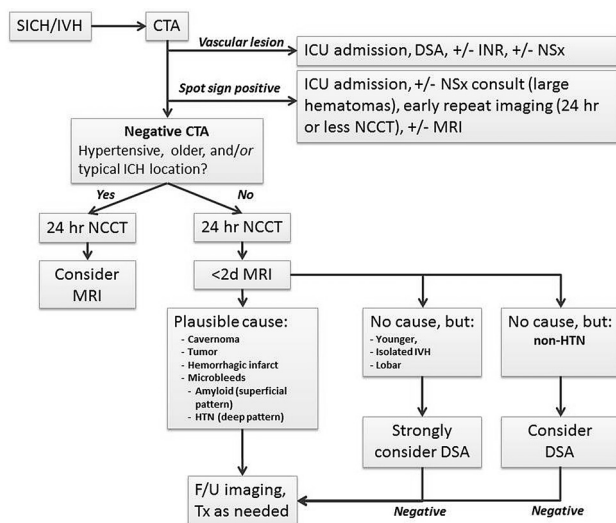 SICH/IVH
CTA
Vascular lesion
ICU admission, DSA, +/- INR, +/- NSx
Spot sign positive
ICU admission, +/- NSx consult (large
hematomas), early repeat imaging (24 hr
or less NCCT), +/- MRI
Negative CTA
Hypertensive, older, and/or
typical ICH location?
Yes
No
24 hr NCCT
24 hr NCCT
Consider
MRI
<2d MRI
Plausible cause:
- Cavernoma
- Tumor
- Hemorrhagic infarct
- Microbleeds
- Amyloid (superficial
pattern)
- HTN (deep pattern)
No cause, but:
- Younger,
- Isolated IVH
- Lobar
No cause, but:
non-HTN
Strongly
consider DSA
Consider
DSA
F/U imaging,
Tx as needed
Negative
Negative